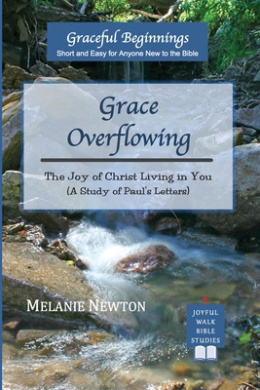 Graceful Beginnings
Short and Easy for Anyone New to the Bible
Grace
Overflowing
The Joy of Christ Living in You
(A Study of Paul's Letters)
MELANIE NEWTON
JOYFUL
WALK
BIBLE
STUDIES